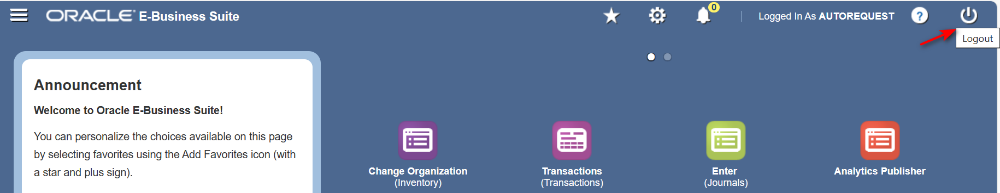 ORACLE E-Business Suite
0
Logged In As AUTOREQUEST
?
Logout
Announcement
Welcome to Oracle E-Business Suite!
You can personalize the choices available on this page
by selecting favorites using the Add Favorites icon (with
a star and plus sign).
Change Organization
(Inventory)
Transactions
(Transactions)
Enter
(Journals)
Analytics Publisher